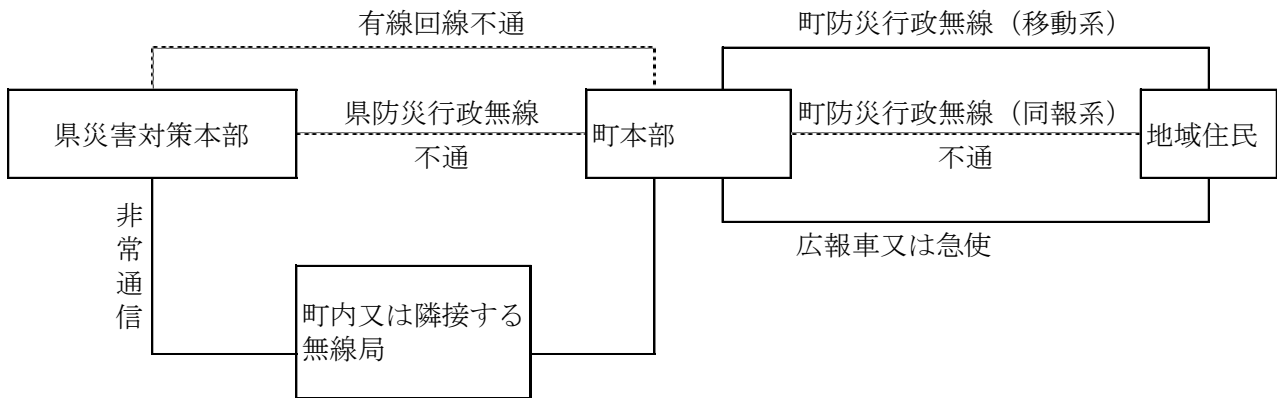 有線回線不通
町防災行政無線（移動系）
県災害対策本部
県防災行政無線
不通
町本部
町防災行政無線（同報系）
不通
地域住民
非常通信
広報車又は急使
町内又は隣接する
無線局